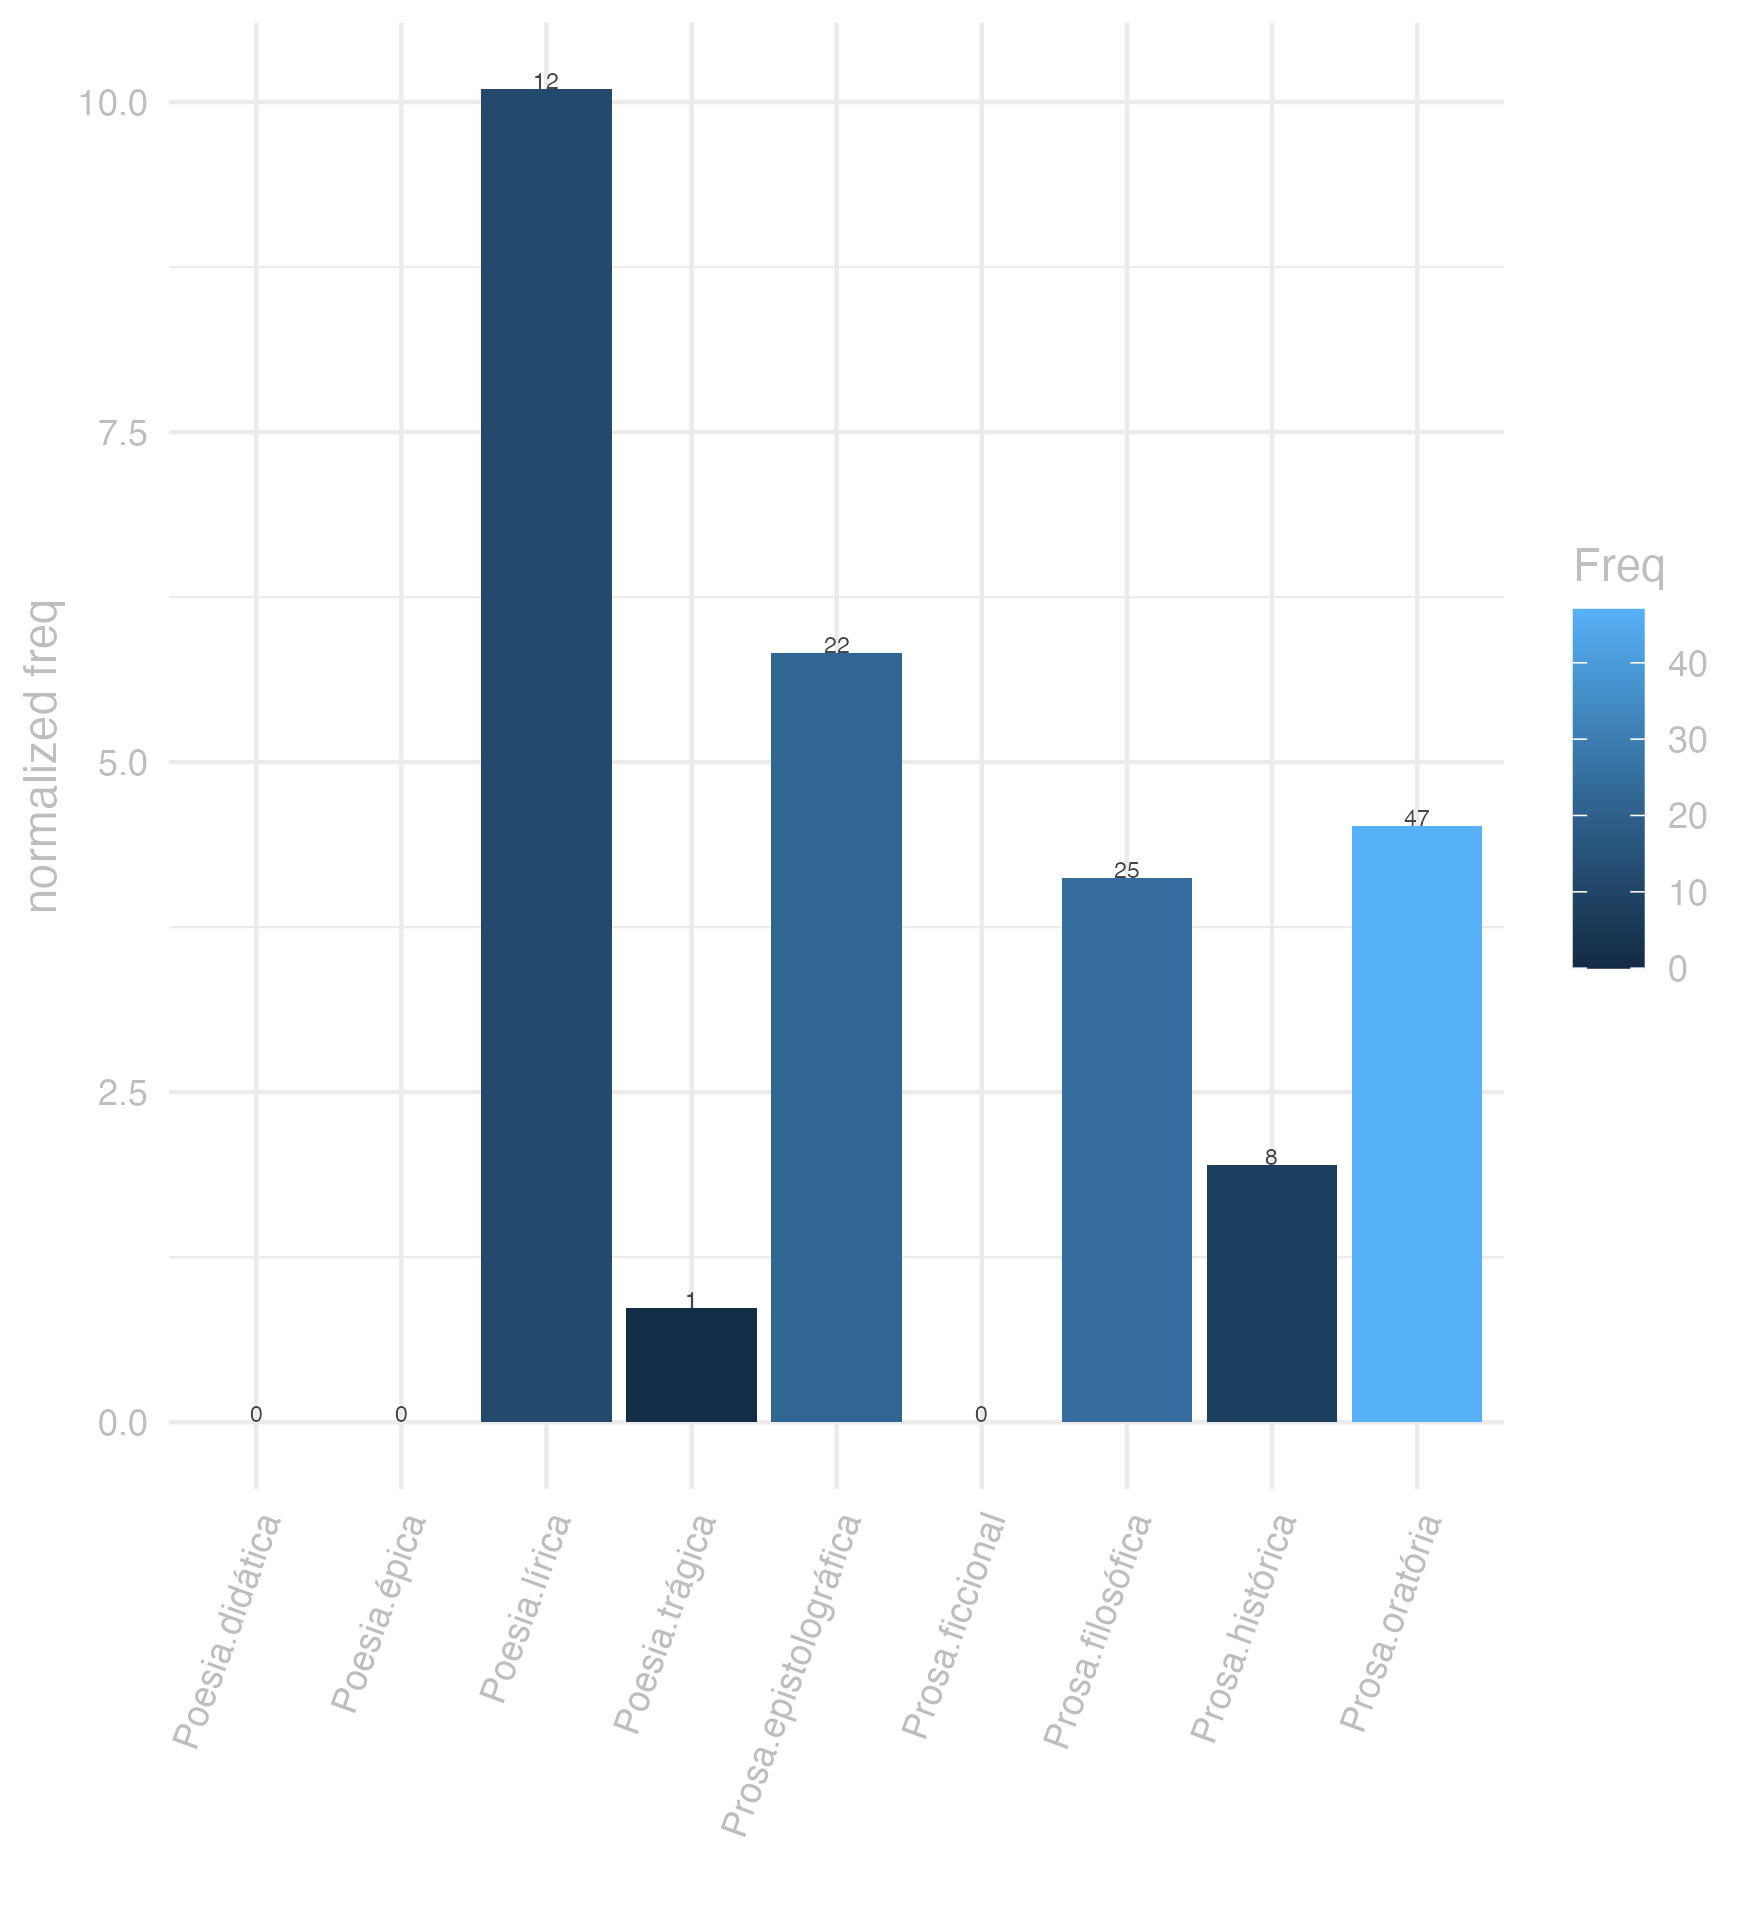 12
10.0
7.5
22
5.0
47
25
2.5
8
1
0
0
0
0.0
normalized freq
Poesia.didática
Poesia.épica
Poesia.lírica
Poesia.trágica
Prosa.epistolográfica
Prosa.ficcional
Prosa.filosófica
Prosa.histórica
Prosa.oratória
Freq
40
30
20
10
0